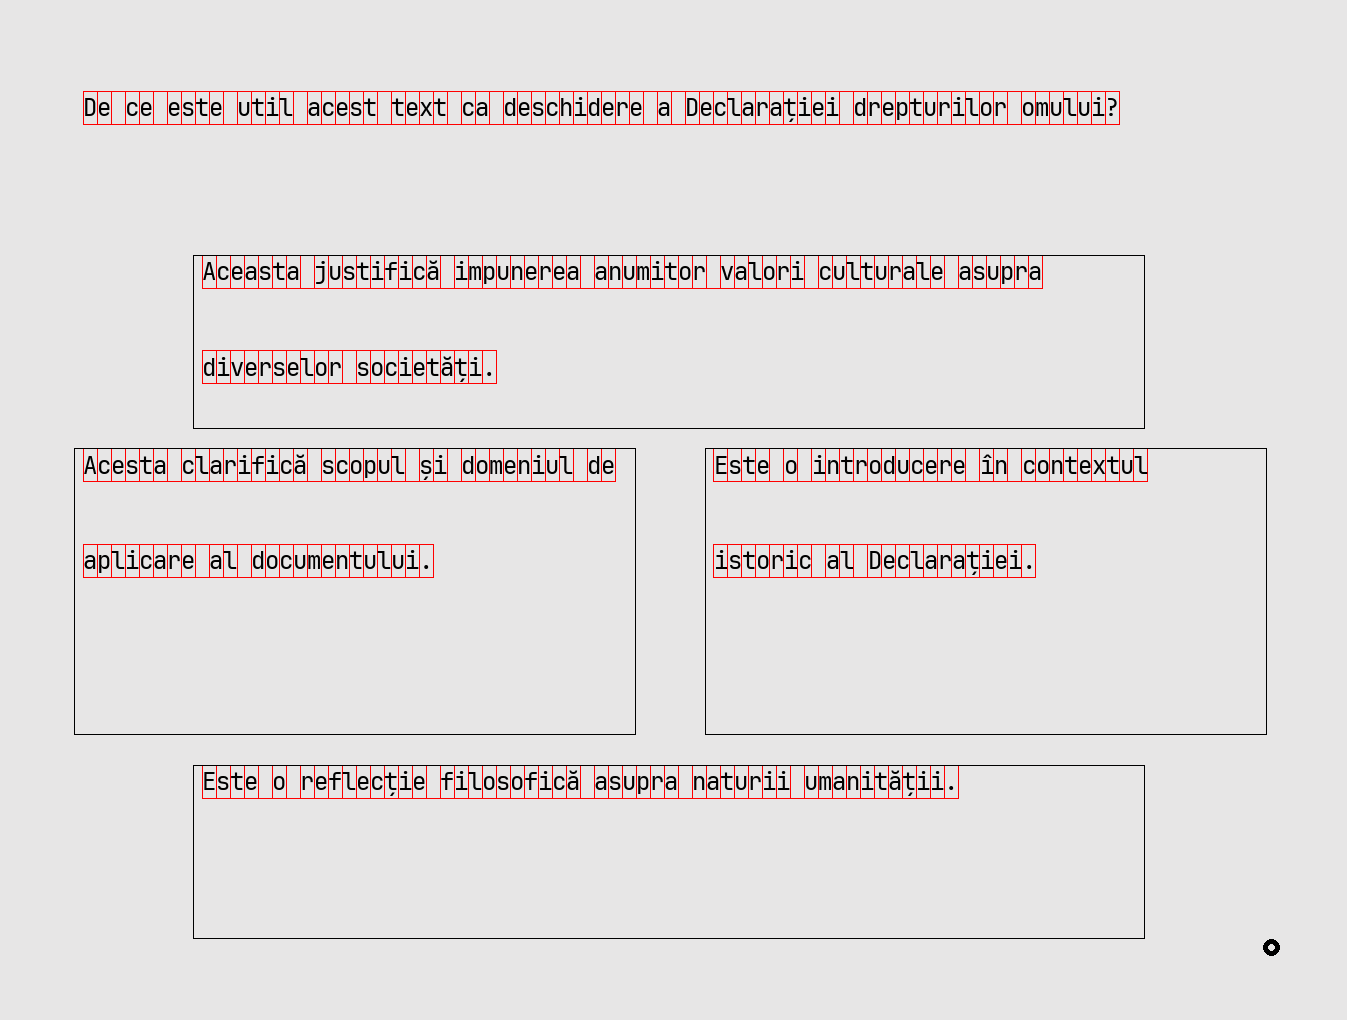 De ce este util acest text ca deschidere a Declarației drepturilor omului?
Aceasta justifică impunerea anumitor valori culturale asupra
diverselor societăți.
Acesta clarifică scopul și domeniul de
aplicare al documentului.
Este o introducere în contextul
istoric al Declarației.
Este o reflecție filosofică asupra naturii umanității.